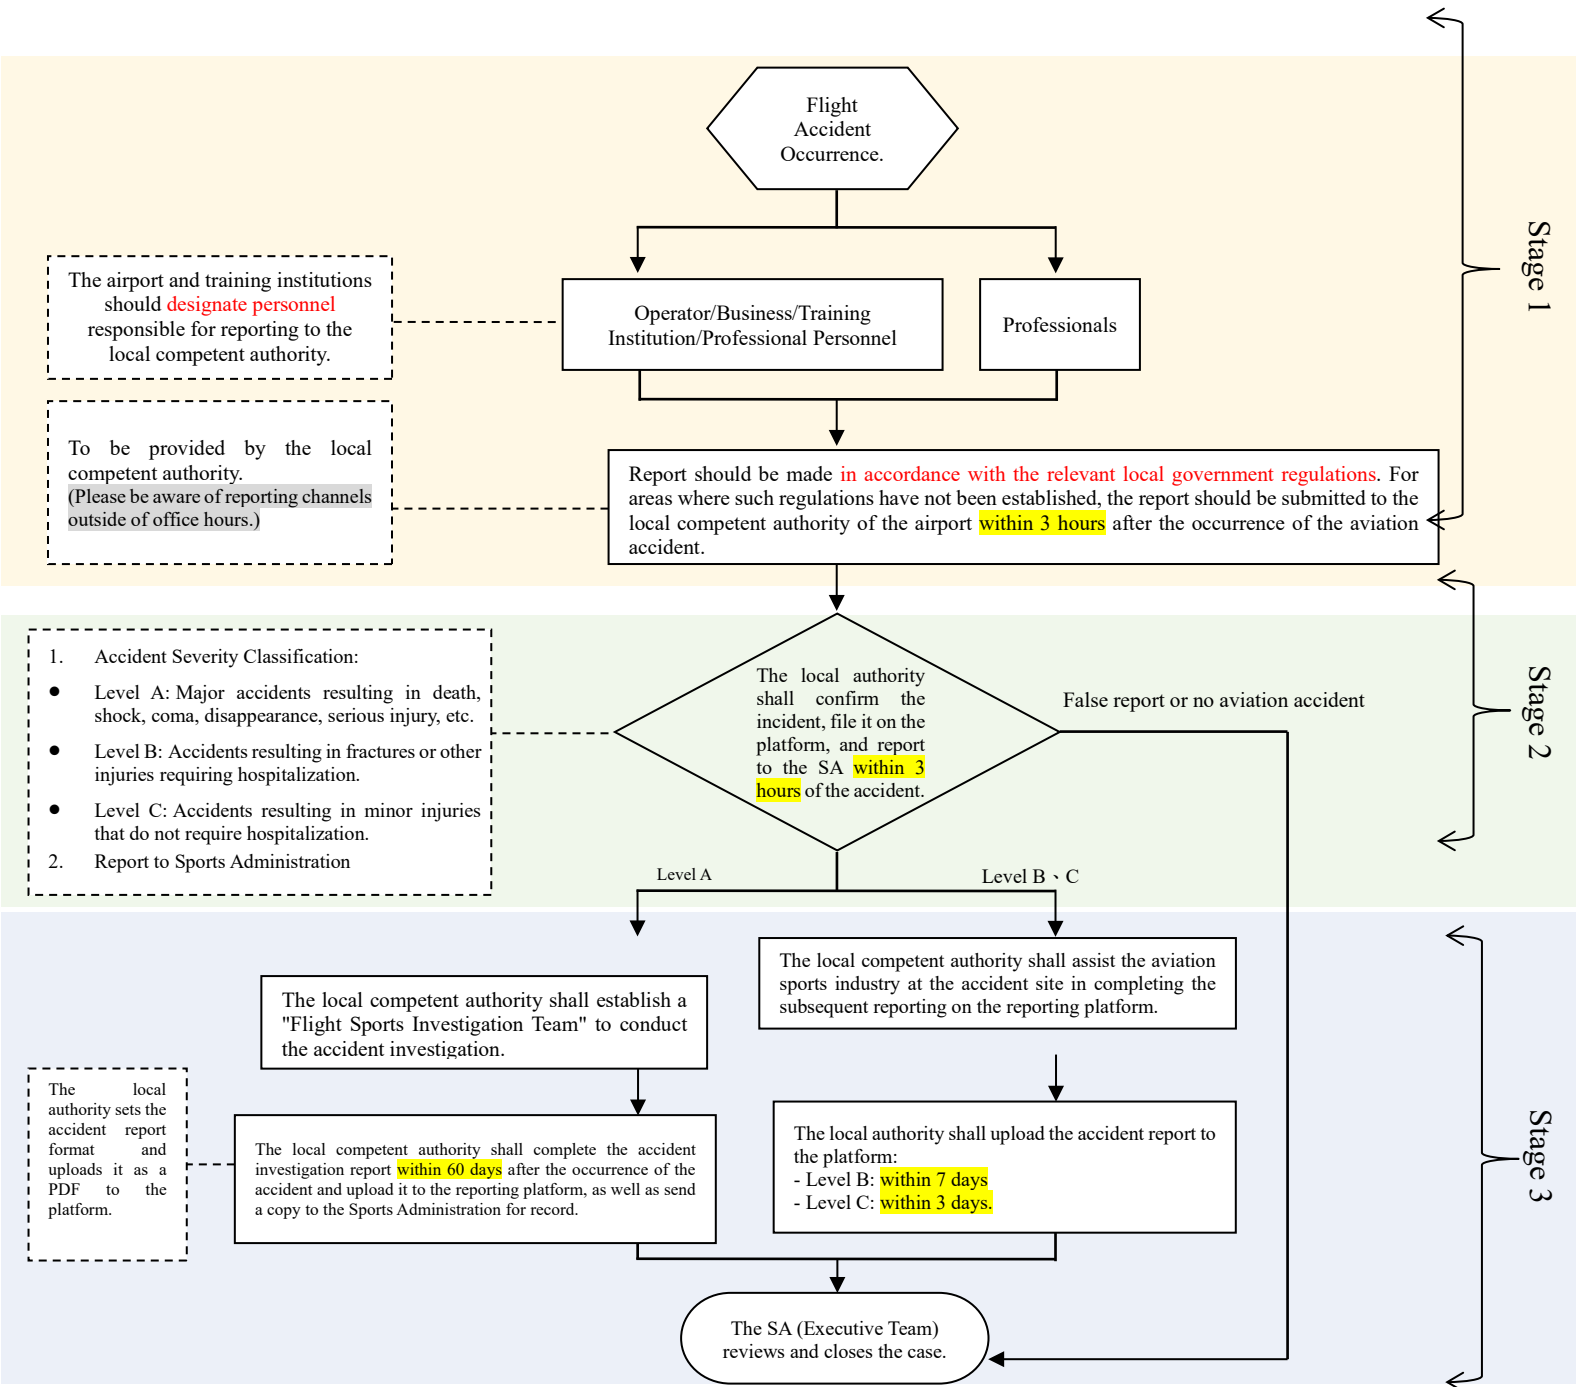 Flight
Accident
Occurrence.
Stage 1
The airport and training institutions
should designate personnel
responsible for reporting to the
local competent authority.
Operator/Business/Training
Institution/Professional Personnel
Professionals
To be provided by the local
competent authority.
(Please be aware of reporting channels
outside of office hours.)
Report should be made in accordance with the relevant local government regulations. For
areas where such regulations have not been established, the report should be submitted to the
local competent authority of the airport within 3 hours after the occurrence of the aviation
accident.
Stage 2
1. Accident Severity Classification:
● Level A: Major accidents resulting in death,
shock, coma, disappearance, serious injury, etc.
● Level B: Accidents resulting in fractures or other
injuries requiring hospitalization.
● Level C: Accidents resulting in minor injuries
that do not require hospitalization.
2. Report to Sports Administration
The local authority
shall confirm the
incident, file it on the
platform, and report
to the SA within 3
hours of the accident.
False report or no aviation accident
Level A
Level B、C
Stage 3
The local competent authority shall establish a
"Flight Sports Investigation Team" to conduct
the accident investigation.
The local competent authority shall assist the aviation
sports industry at the accident site in completing the
subsequent reporting on the reporting platform.
The local
authority sets the
accident report
format and
uploads it as a
PDF to the
platform.
The local competent authority shall complete the accident
investigation report within 60 days after the occurrence of the
accident and upload it to the reporting platform, as well as send
a copy to the Sports Administration for record.
The local authority shall upload the accident report to
the platform:
- Level B: within 7 days
- Level C: within 3 days.
The SA (Executive Team)
reviews and closes the case.